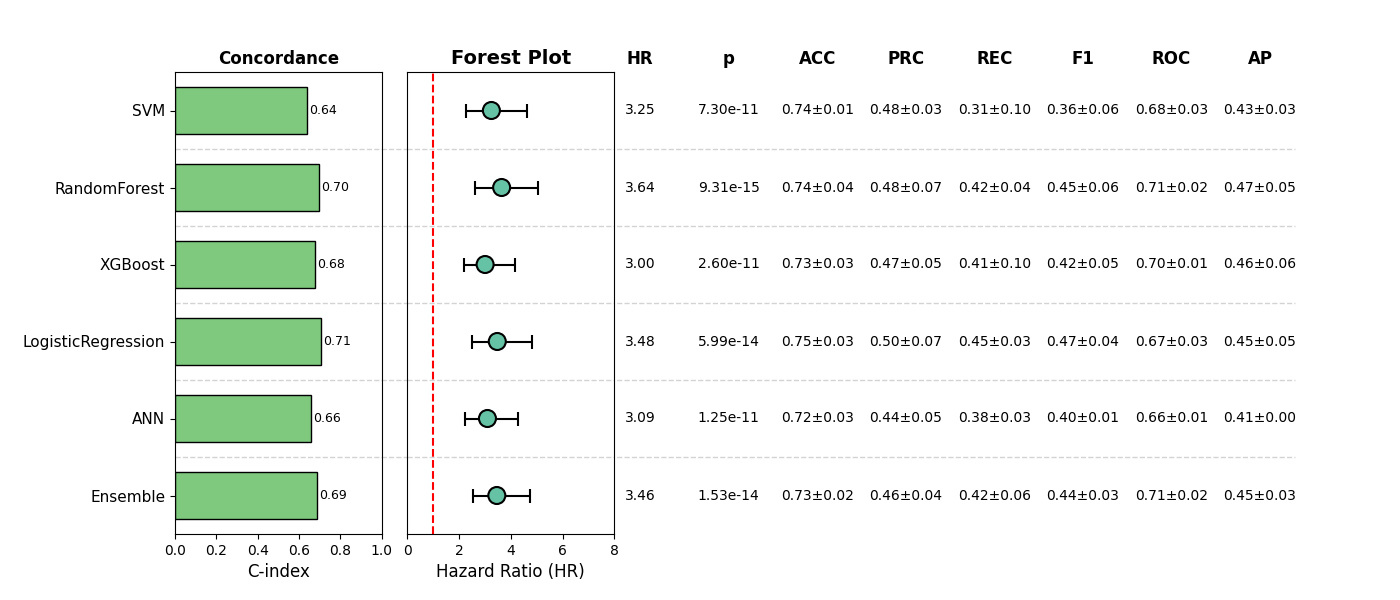 Concordance Forest Plot HR p ACC PRC REC F1 ROC AP
SVM 0.64 3.25 7.30e-11 0.74±0.01 0.48±0.03 0.31±0.10 0.36±0.06 0.68±0.03 0.43±0.03
RandomForest 0.70 3.64 9.31e-15 0.74±0.04 0.48±0.07 0.42±0.04 0.45±0.06 0.71±0.02 0.47±0.05
XGBoost 0.68 3.00 2.60e-11 0.73±0.03 0.47±0.05 0.41±0.10 0.42±0.05 0.70±0.01 0.46±0.06
LogisticRegression 0.71 3.48 5.99e-14 0.75±0.03 0.50±0.07 0.45±0.03 0.47±0.04 0.67±0.03 0.45±0.05
ANN 0.66 3.09 1.25e-11 0.72±0.03 0.44±0.05 0.38±0.03 0.40±0.01 0.66±0.01 0.41±0.00
Ensemble 0.69 3.46 1.53e-14 0.73±0.02 0.46±0.04 0.42±0.06 0.44±0.03 0.71±0.02 0.45±0.03
0.0 0.2 0.4 0.6 0.8 1.0 0 2 4 6 8
C-index Hazard Ratio (HR)